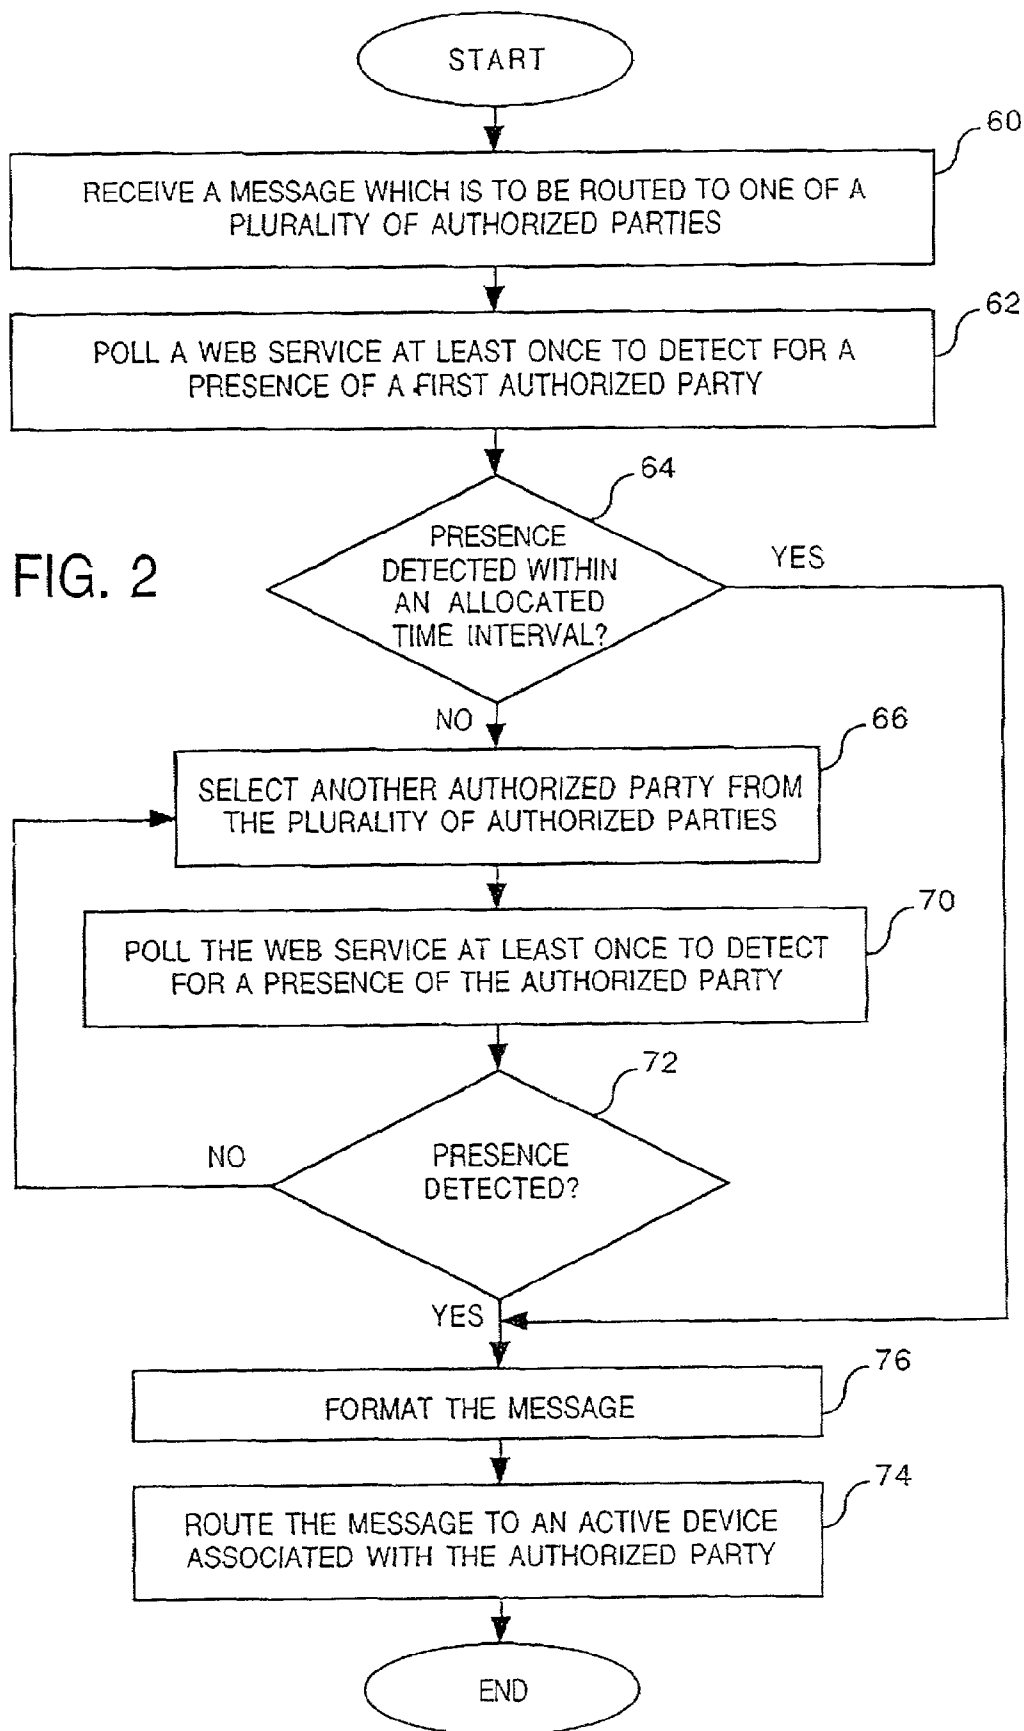 START
60
RECEIVE A MESSAGE WHICH IS TO BE ROUTED TO ONE OF A
PLURALITY OF AUTHORIZED PARTIES
62
POLL A WEB SERVICE AT LEAST ONCE TO DETECT FOR A
PRESENCE OF A FIRST AUTHORIZED PARTY
64
PRESENCE
DETECTED WITHIN
AN ALLOCATED
TIME INTERVAL?
YES
FIG. 2
NO
66
SELECT ANOTHER AUTHORIZED PARTY FROM
THE PLURALITY OF AUTHORIZED PARTIES
70
POLL THE WEB SERVICE AT LEAST ONCE TO DETECT
FOR A PRESENCE OF THE AUTHORIZED PARTY
72
PRESENCE
DETECTED?
NO
YES
76
FORMAT THE MESSAGE
74
ROUTE THE MESSAGE TO AN ACTIVE DEVICE
ASSOCIATED WITH THE AUTHORIZED PARTY
END